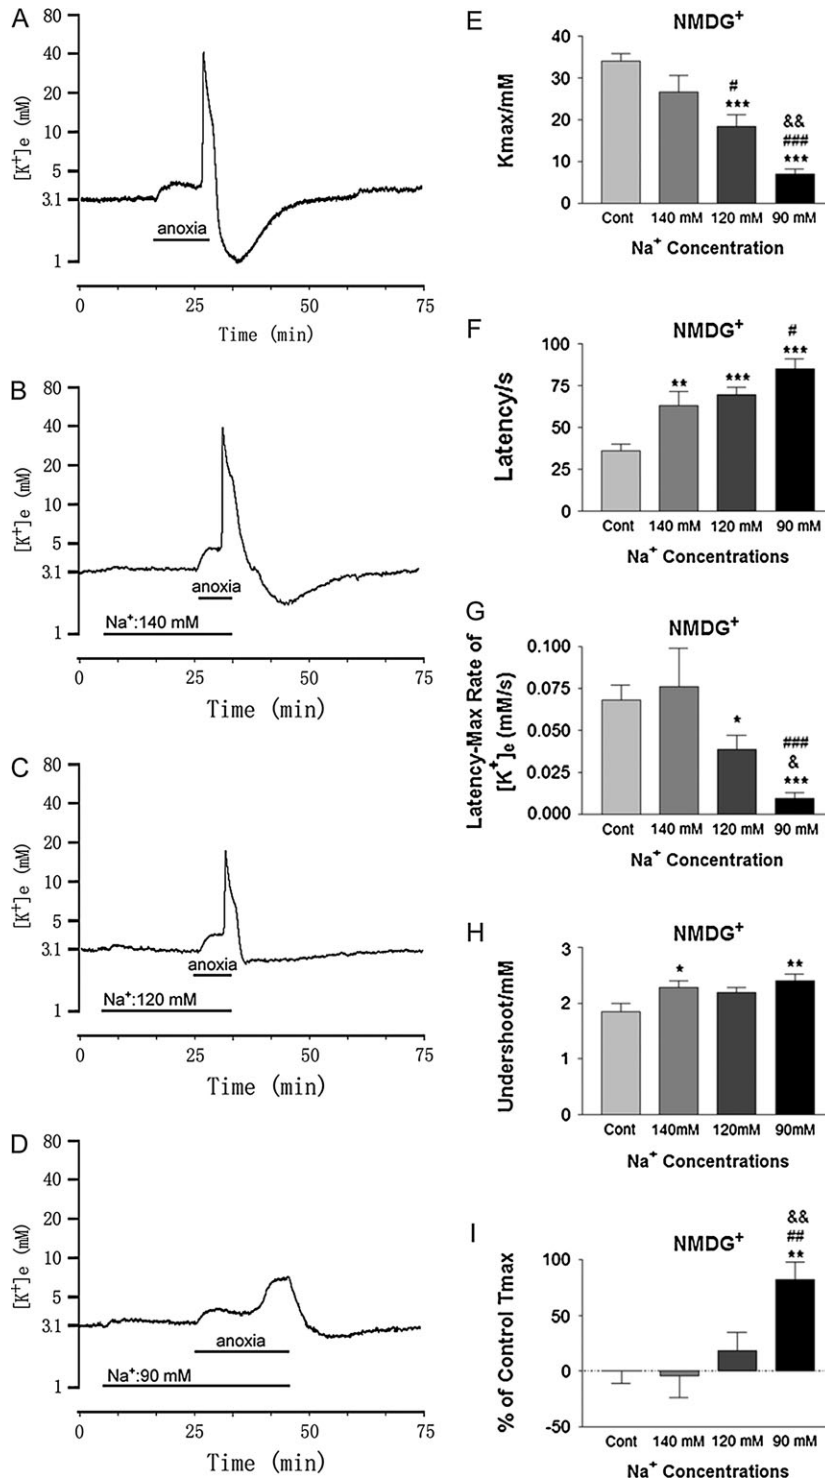 A
[K⁺]e (mM)
80
40
20
10
5
3.1
1
anoxia
0 25 50 75
Time (min)
B
[K⁺]e (mM)
80
40
20
10
5
3.1
1
anoxia
Na⁺:140 mM
0 25 50 75
Time (min)
C
[K⁺]e (mM)
80
40
20
10
5
3.1
1
anoxia
Na⁺:120 mM
0 25 50 75
Time (min)
D
[K⁺]e (mM)
80
40
20
10
5
3.1
1
anoxia
Na⁺:90 mM
0 25 50 75
Time (min)
E
NMDG⁺
Kmax/mM
40
30
20
10
0
#
***
&&
###
***
Cont 140 mM 120 mM 90 mM
Na⁺ Concentration
F
NMDG⁺
Latency/s
100
75
50
25
0
**
***
#
***
Cont 140 mM 120 mM 90 mM
Na⁺ Concentrations
G
NMDG⁺
Latency-Max Rate of
[K⁺]e (mM/s)
0.100
0.075
0.050
0.025
0.000
*
###
&
***
Cont 140 mM 120 mM 90 mM
Na⁺ Concentration
H
NMDG⁺
Undershoot/mM
3
2
1
0
*
**
Cont 140mM 120mM 90mM
Na⁺ Concentrations
I
NMDG⁺
% of Control Tmax
100
50
0
-50
&&
##
**
Cont 140 mM 120 mM 90 mM
Na⁺ Concentrations